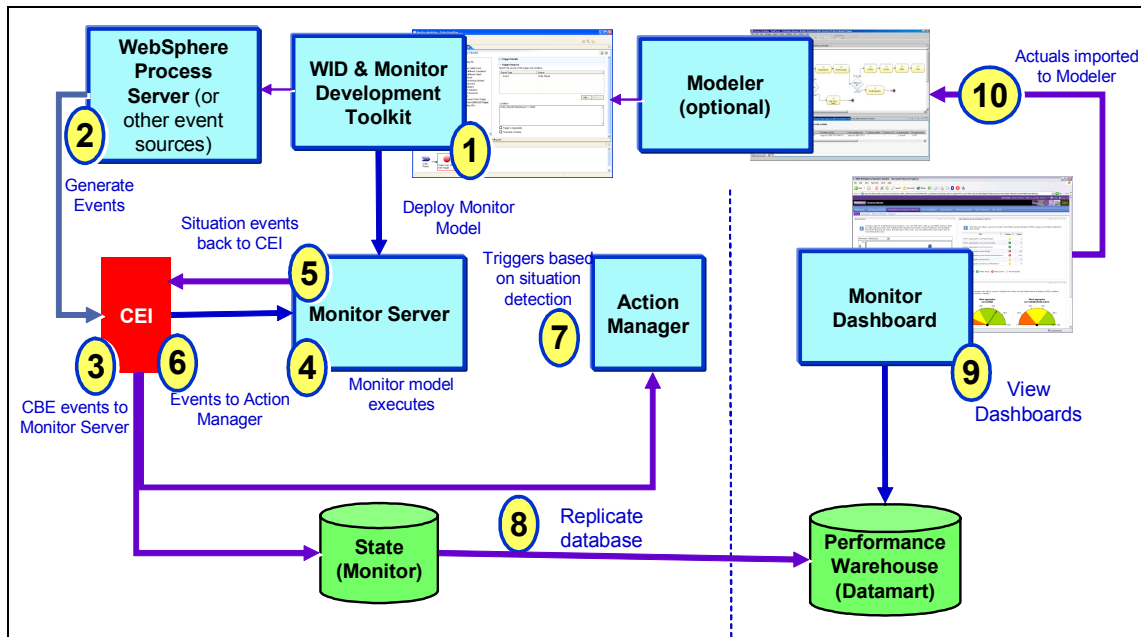 WebSphere
Process
Server (or
other event
sources)
2
WID & Monitor
Development
Toolkit
1
Modeler
(optional)
Actuals imported
to Modeler
10
Generate
Events
Deploy Monitor
Model
Situation events
back to CEI
5
Triggers based
on situation
detection
7
CEI
Monitor Server
Action
Manager
Monitor
Dashboard
3
6
4
9
CBE events to
Monitor Server
Events to Action
Manager
Monitor model
executes
View
Dashboards
State
(Monitor)
8
Replicate
database
Performance
Warehouse
(Datamart)